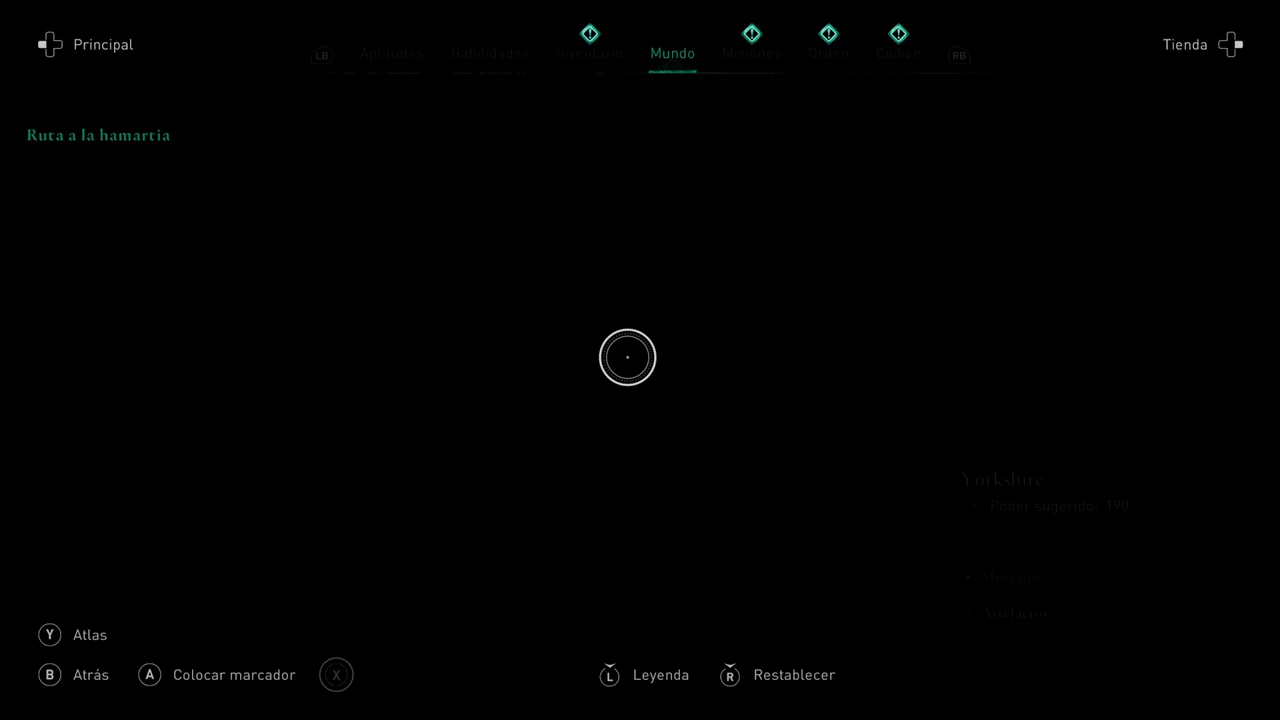 Principal
LB Aptitudes Habilidades Inventario Mundo Misiones Orden Códice RB
Tienda
Ruta a la hamartia
Yorkshire
Poder sugerido: 190
Y Atlas
B Atrás A Colocar marcador X
L Leyenda R Restablecer